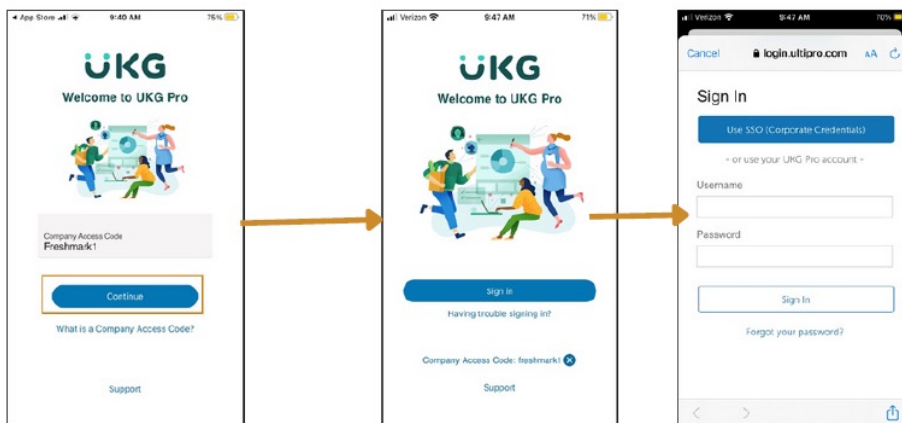 App Store
9:40 AM
75%
UKG
Welcome to UKG Pro
Company Access Code
Freshmark1
Continue
What is a Company Access Code?
Support
Verizon
9:47 AM
71%
UKG
Welcome to UKG Pro
Sign in
Having trouble signing in?
Company Access Code: freshmark1
Support
Verizon
9:47 AM
70%
Cancel
login.ultipro.com
AA
Sign In
Use SSO (Corporate Credentials)
- or use your UKG Pro account -
Username
Password
Sign In
Forgot your password?